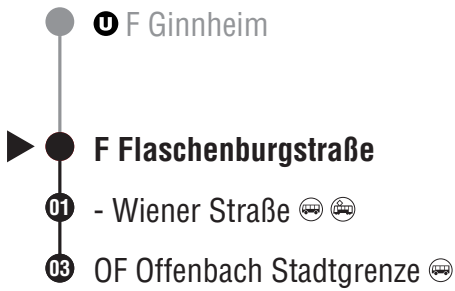 U F Ginnheim
F Flaschenburgstraße
01 - Wiener Straße
03 OF Offenbach Stadtgrenze